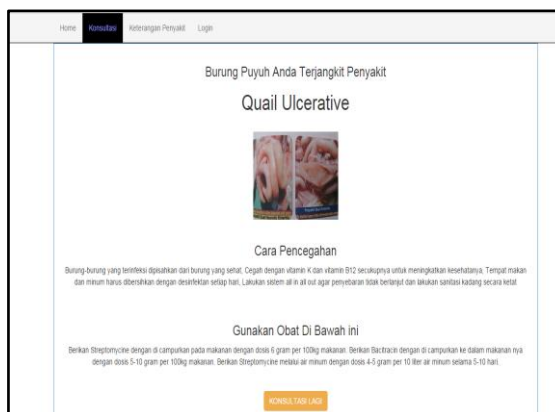 Home Konsultasi Keterangan Penyakit Login
Burung Puyuh Anda Terjangkit Penyakit
Quail Ulcerative
Cara Pencegahan
Burung-burung yang terinfeksi dipisahkan dari burung yang sehat, Cegah dengan vitamin K dan vitamin B12 secukupnya untuk meningkatkan kesehatanya, Tempat makan
dan minum harus dibersihkan dengan desinfektan setiap hari, Lakukan sistem all in all out agar penyebaran tidak berlanjut dan lakukan sanitasi kadang secara ketat
Gunakan Obat Di Bawah ini
Berikan Streptomycine dengan di campurkan pada makanan dengan dosis 6 gram per 100kg makanan. Berikan Bacitracin dengan di campurkan ke dalam makanan nya
dengan dosis 5-10 gram per 100kg makanan. Berikan Streptomycine melalui air minum dengan dosis 4-5 gram per 10 liter air minum selama 5-10 hari.
KONSULTASI LAGI